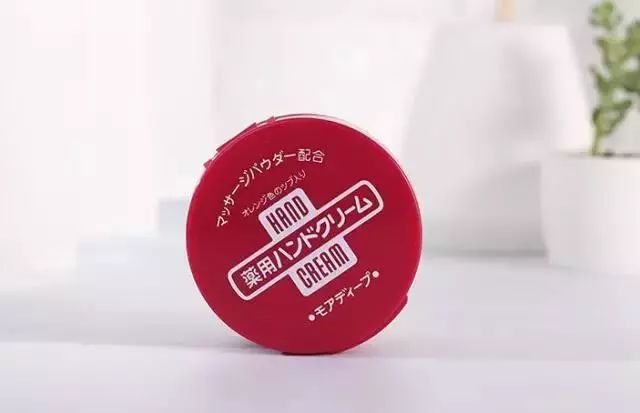 マッサージパウダー配合
オレンジ色のツブ入り
HAND
薬用ハンドクリーム
CREAM
●モアディープ●